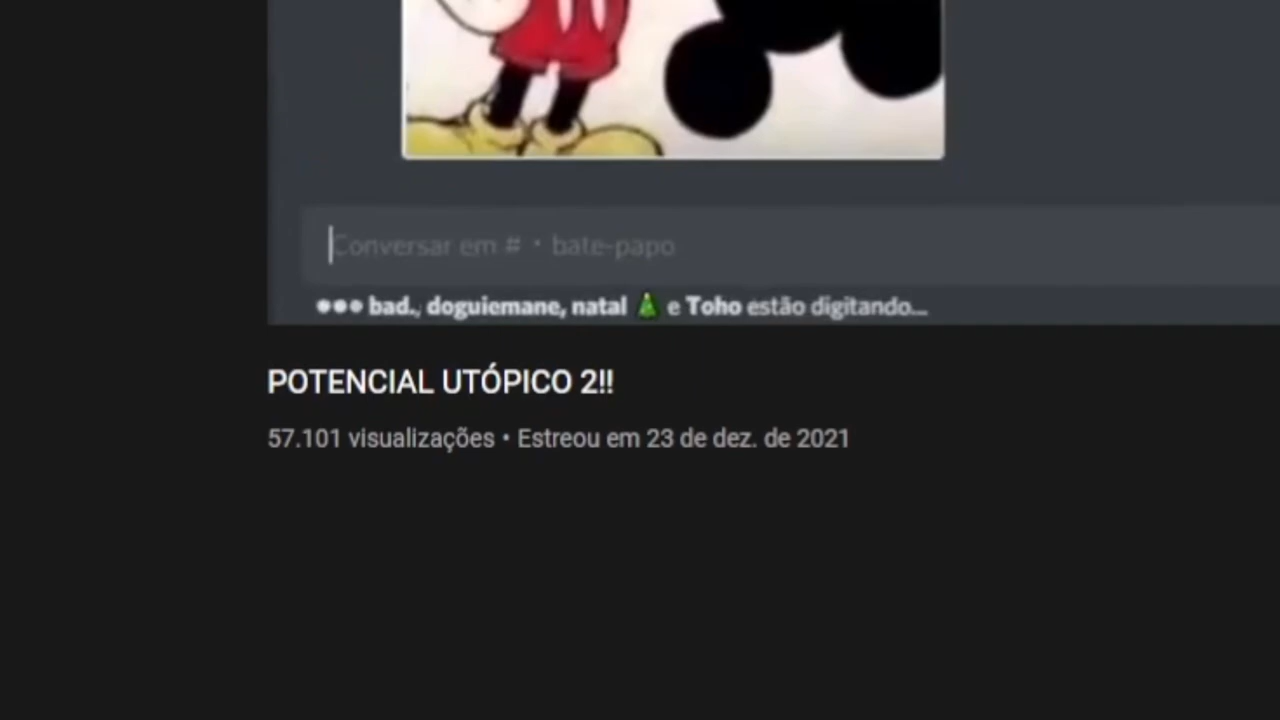 Conversar em # • bate-papo
bad., doguiemane, natal 🎄 e Toho estão digitando...
POTENCIAL UTÓPICO 2!!
57.101 visualizações • Estreou em 23 de dez. de 2021